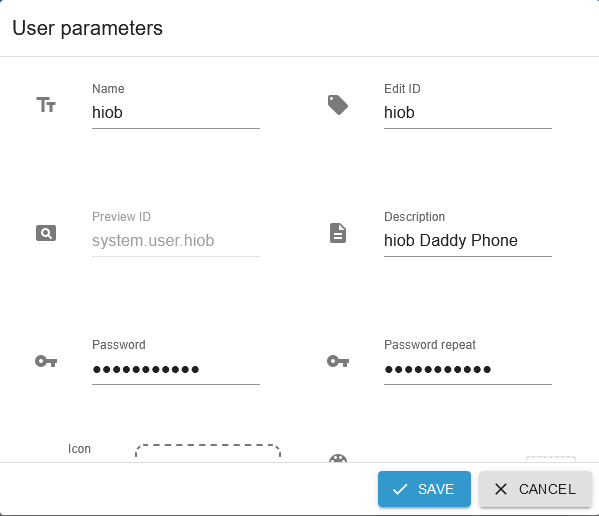 User parameters
Name
hiob
Edit ID
hiob
Preview ID
system.user.hiob
Description
hiob Daddy Phone
Password
•••••••••••
Password repeat
•••••••••••
Icon
SAVE
CANCEL